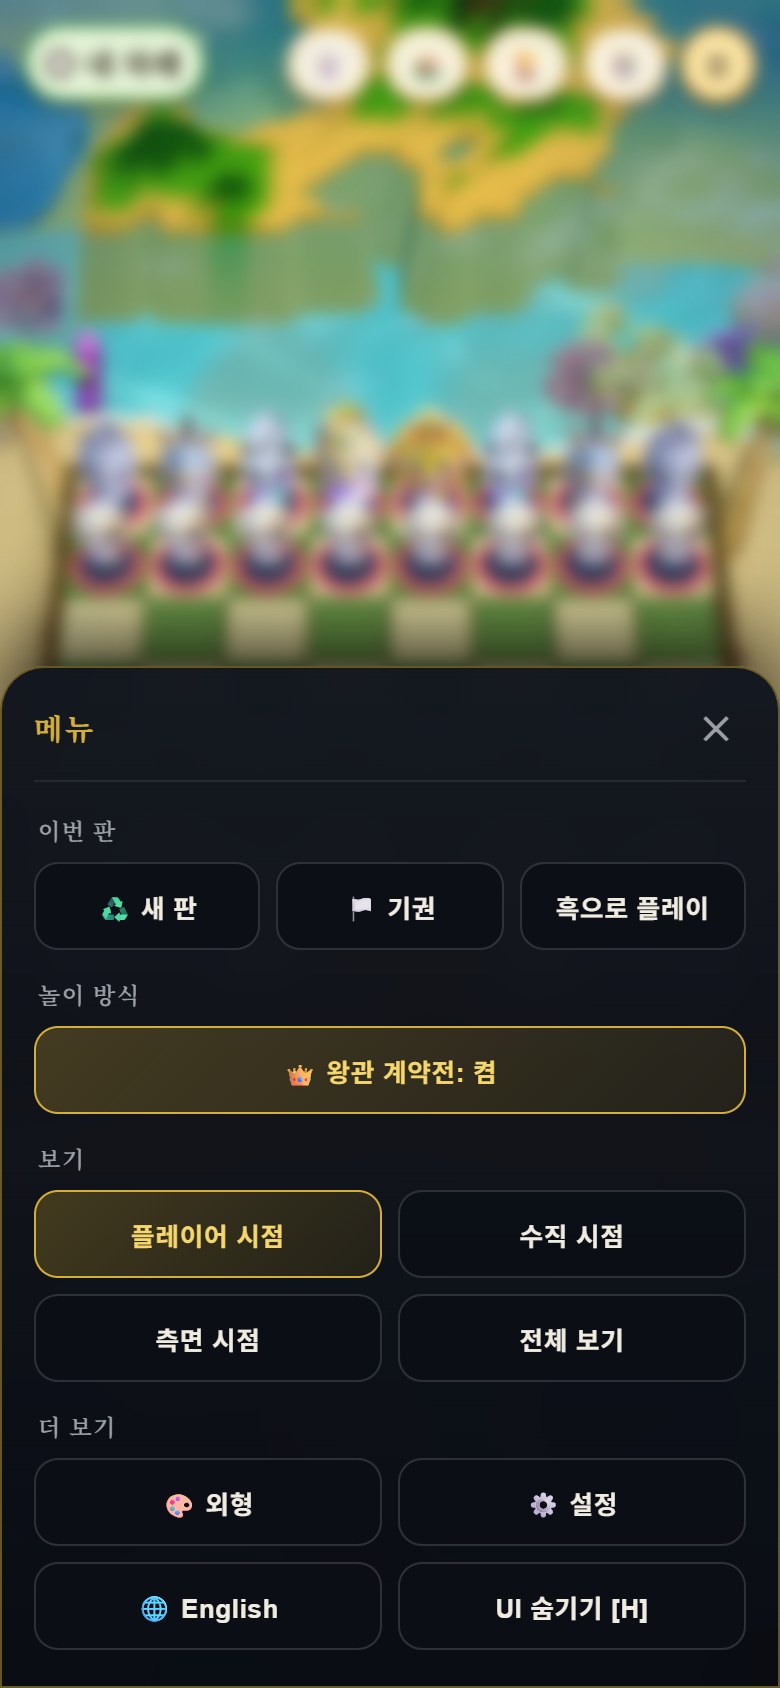 메뉴
이번 판
새 판
기권
흑으로 플레이
놀이 방식
왕관 계약전: 켬
보기
플레이어 시점
수직 시점
측면 시점
전체 보기
더 보기
외형
설정
English
UI 숨기기 [H]